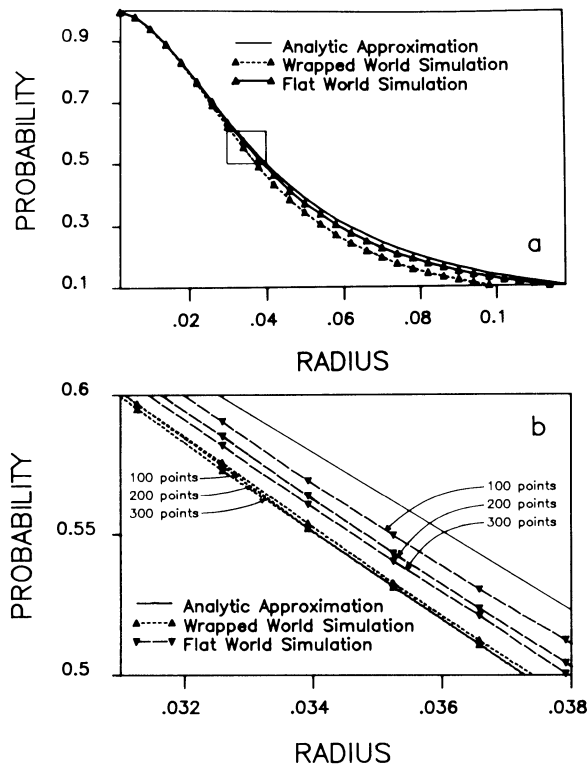 0.9
0.7
0.5
0.3
0.1
PROBABILITY
Analytic Approximation
Wrapped World Simulation
Flat World Simulation
a
.02
.04
.06
.08
0.1
RADIUS
0.6
0.55
0.5
PROBABILITY
b
100 points
200 points
300 points
100 points
200 points
300 points
Analytic Approximation
Wrapped World Simulation
Flat World Simulation
.032
.034
.036
.038
RADIUS